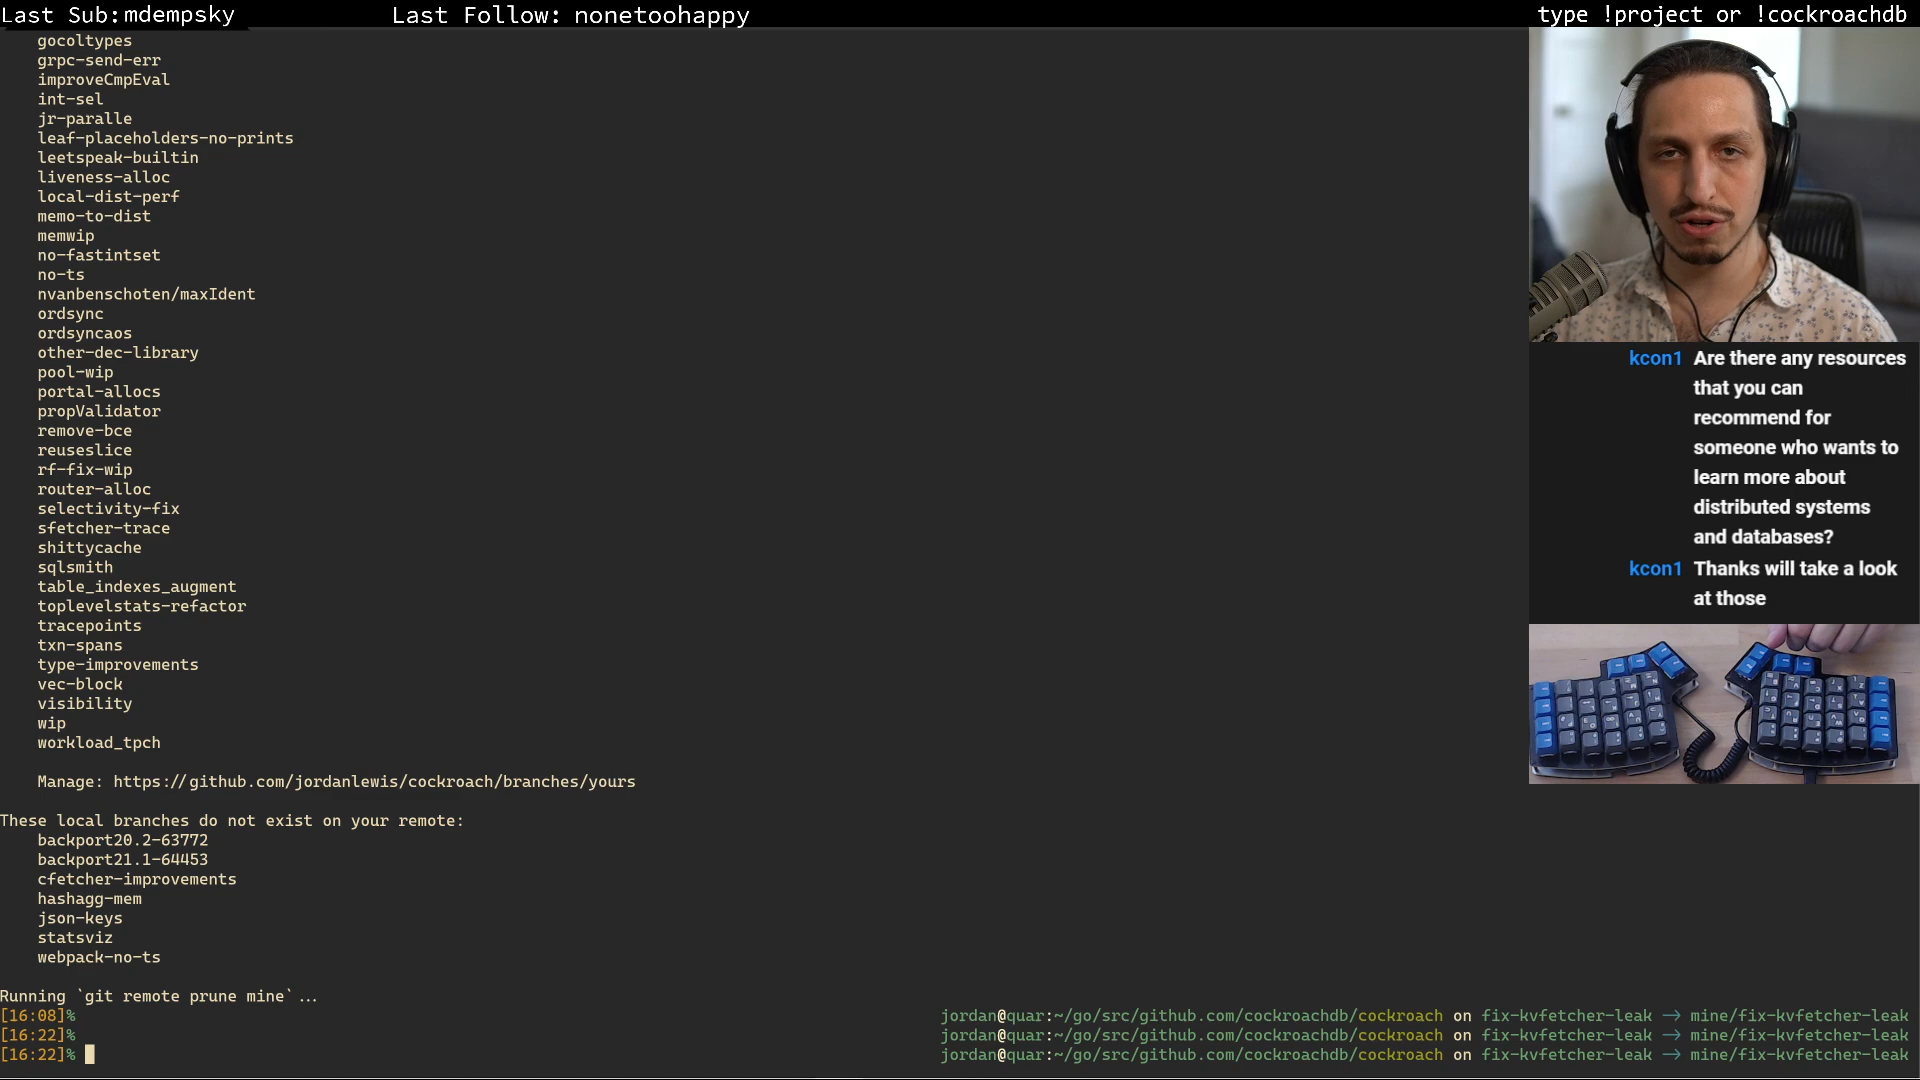 Last Sub:mdempsky
Last Follow: nonetoohappy
type !project or !cockroachdb
gocoltypes
grpc-send-err
improveCmpEval
int-sel
jr-paralle
leaf-placeholders-no-prints
leetspeak-builtin
liveness-alloc
local-dist-perf
memo-to-dist
memwip
no-fastintset
no-ts
nvanbenschoten/maxIdent
ordsync
ordsyncaos
other-dec-library
pool-wip
portal-allocs
propValidator
remove-bce
reuseslice
rf-fix-wip
router-alloc
selectivity-fix
sfetcher-trace
shittycache
sqlsmith
table_indexes_augment
toplevelstats-refactor
tracepoints
txn-spans
type-improvements
vec-block
visibility
wip
workload_tpch
Manage: https://github.com/jordanlewis/cockroach/branches/yours
These local branches do not exist on your remote:
backport20.2-63772
backport21.1-64453
cfetcher-improvements
hashagg-mem
json-keys
statsviz
webpack-no-ts
Running `git remote prune mine`...
[16:08]% jordan@quar:~/go/src/github.com/cockroachdb/cockroach on fix-kvfetcher-leak → mine/fix-kvfetcher-leak
[16:22]% jordan@quar:~/go/src/github.com/cockroachdb/cockroach on fix-kvfetcher-leak → mine/fix-kvfetcher-leak
[16:22]% jordan@quar:~/go/src/github.com/cockroachdb/cockroach on fix-kvfetcher-leak → mine/fix-kvfetcher-leak
kcon1 Are there any resources
that you can
recommend for
someone who wants to
learn more about
distributed systems
and databases?
kcon1 Thanks will take a look
at those